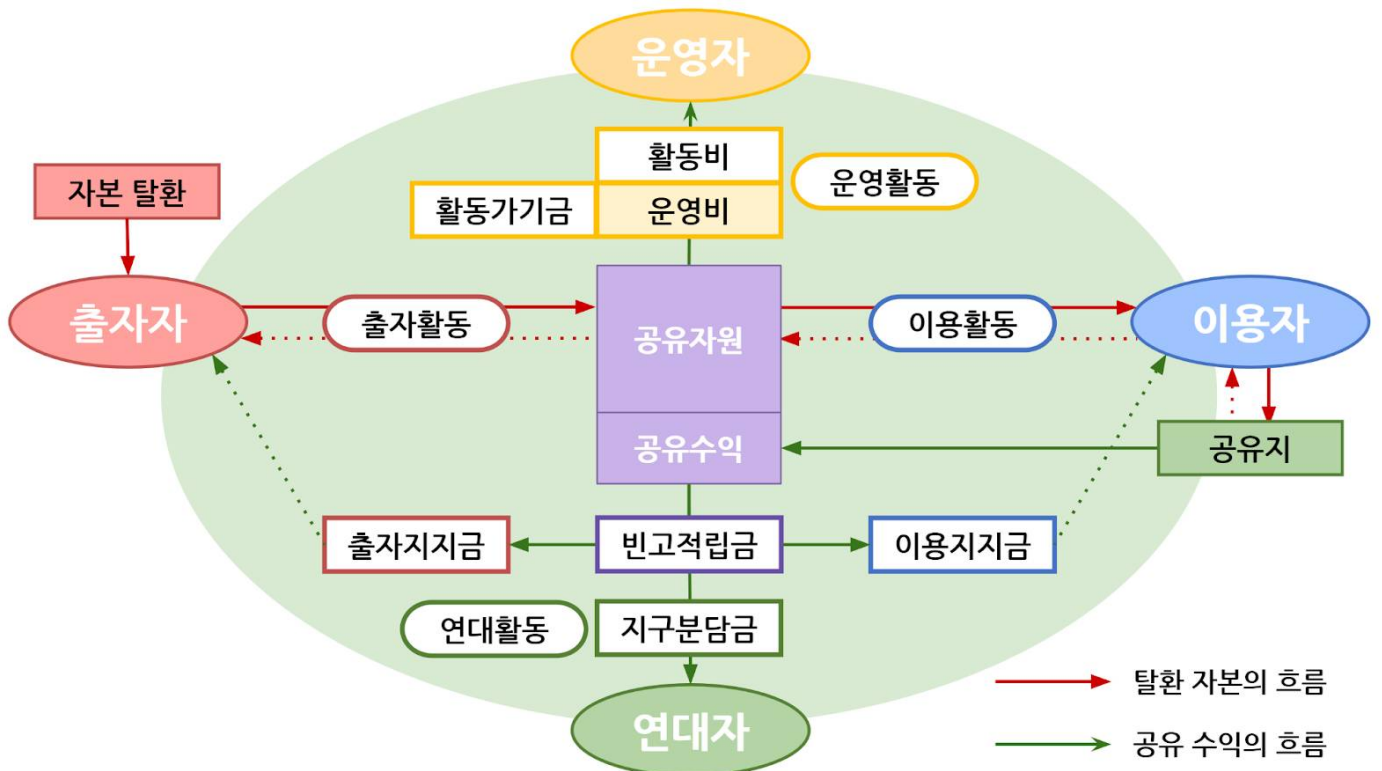 운영자
활동비
운영활동
자본 탈환
활동가기금
운영비
출자자
출자활동
공유자원
이용활동
이용자
공유수익
공유지
출자지지금
빈고적립금
이용지지금
연대활동
지구분담금
탈환 자본의 흐름
연대자
공유 수익의 흐름